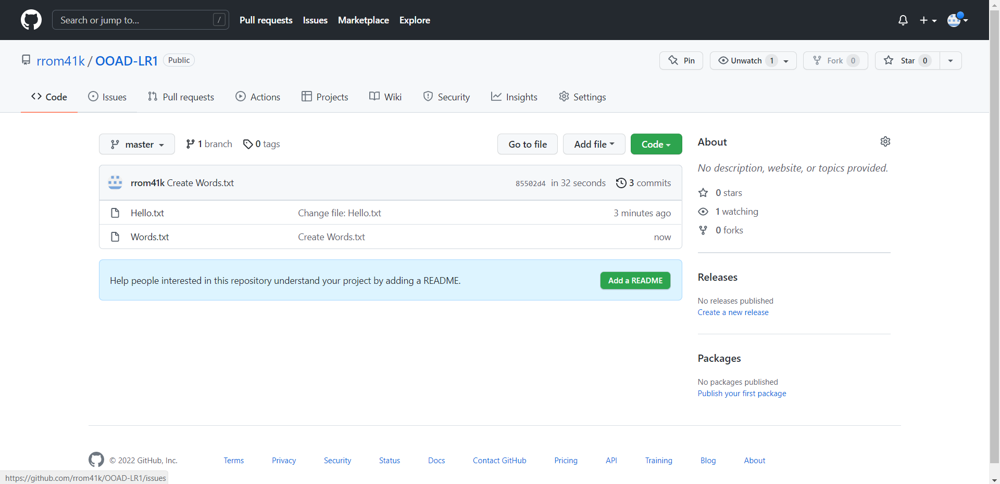 Search or jump to... / Pull requests Issues Marketplace Explore
rrom41k / OOAD-LR1 Public Pin Unwatch 1 Fork 0 Star 0
Code Issues Pull requests Actions Projects Wiki Security Insights Settings
master 1 branch 0 tags Go to file Add file Code
rrom41k Create Words.txt 85502d4 in 32 seconds 3 commits
Hello.txt Change file: Hello.txt 3 minutes ago
Words.txt Create Words.txt now
Help people interested in this repository understand your project by adding a README. Add a README
About
No description, website, or topics provided.
0 stars
1 watching
0 forks
Releases
No releases published
Create a new release
Packages
No packages published
Publish your first package
© 2022 GitHub, Inc. Terms Privacy Security Status Docs Contact GitHub Pricing API Training Blog About
https://github.com/rrom41k/OOAD-LR1/issues